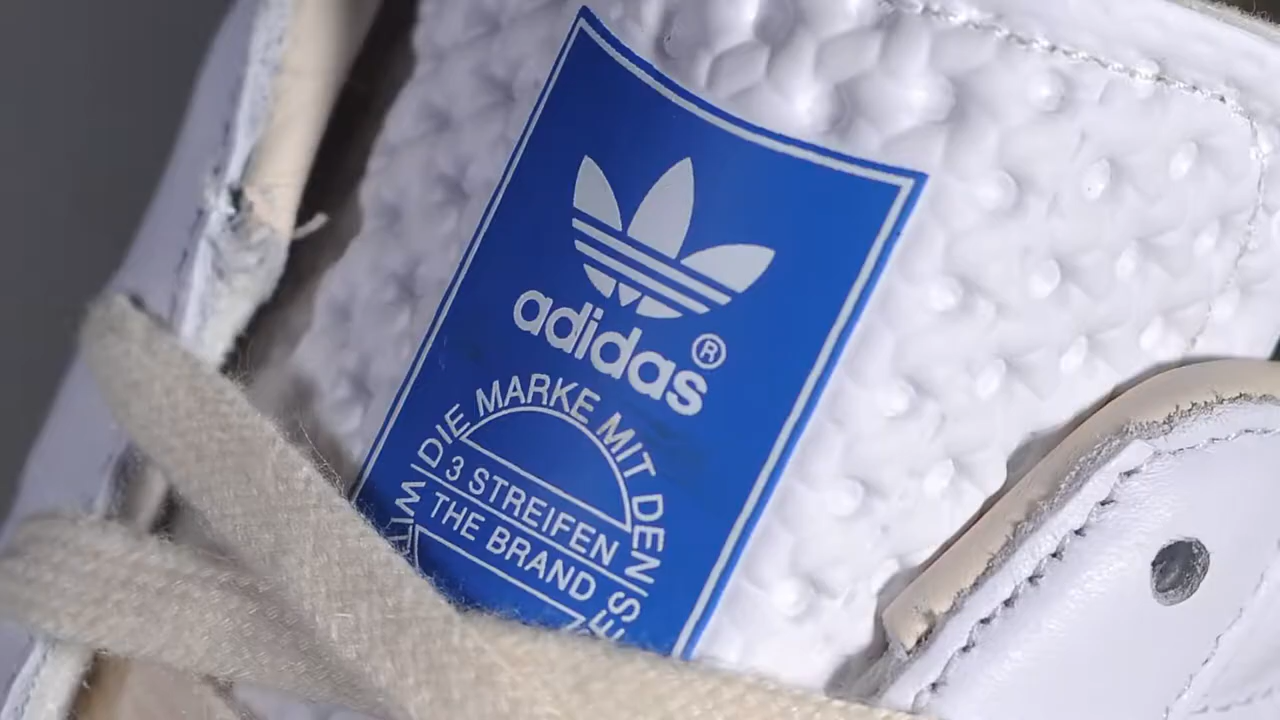 adidas®
DIE MARKE MIT DEN
3 STREIFEN
THE BRAND